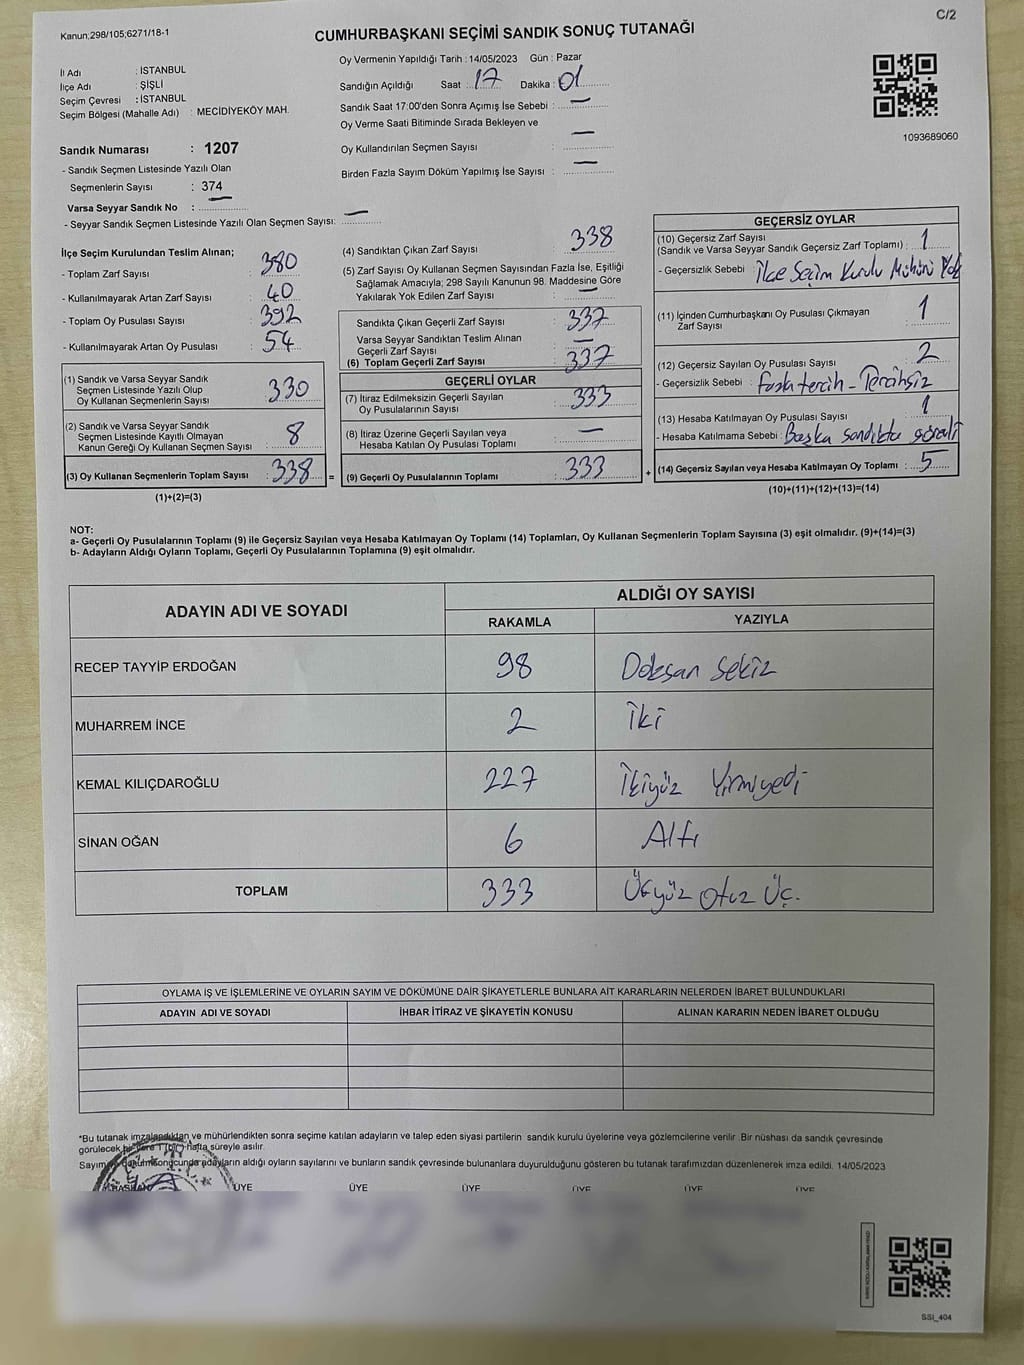 C/2
Kanun;298/105;6271/18-1
CUMHURBAŞKANI SEÇİMİ SANDIK SONUÇ TUTANAĞI
İl Adı : İSTANBUL
İlçe Adı : ŞİŞLİ
Seçim Çevresi : İSTANBUL
Seçim Bölgesi (Mahalle Adı) : MECİDİYEKÖY MAH.
Sandık Numarası : 1207
- Sandık Seçmen Listesinde Yazılı Olan
Seçmenlerin Sayısı : 374
Varsa Seyyar Sandık No : —
- Seyyar Sandık Seçmen Listesinde Yazılı Olan Seçmen Sayısı: —
Oy Vermenin Yapıldığı Tarih : 14/05/2023 Gün : Pazar
Sandığın Açıldığı Saat : 17 Dakika : 01
Sandık Saat 17:00'den Sonra Açımış İse Sebebi : —
Oy Verme Saati Bitiminde Sırada Bekleyen ve
Oy Kullandırılan Seçmen Sayısı : —
Birden Fazla Sayım Döküm Yapılmış İse Sayısı : —
1093689060
İlçe Seçim Kurulundan Teslim Alınan;
- Toplam Zarf Sayısı : 380
- Kullanılmayarak Artan Zarf Sayısı : 40
- Toplam Oy Pusulası Sayısı : 392
- Kullanılmayarak Artan Oy Pusulası : 54
(1) Sandık ve Varsa Seyyar Sandık
Seçmen Listesinde Yazılı Olup
Oy Kullanan Seçmenlerin Sayısı : 330
(2) Sandık ve Varsa Seyyar Sandık
Seçmen Listesinde Kayıtlı Olmayan
Kanun Gereği Oy Kullanan Seçmen Sayısı : 8
(3) Oy Kullanan Seçmenlerin Toplam Sayısı : 338 =
(1)+(2)=(3)
(4) Sandıktan Çıkan Zarf Sayısı : 338
(5) Zarf Sayısı Oy Kullanan Seçmen Sayısından Fazla İse, Eşitliği
Sağlamak Amacıyla; 298 Sayılı Kanunun 98. Maddesine Göre
Yakılarak Yok Edilen Zarf Sayısı : —
Sandıkta Çıkan Geçerli Zarf Sayısı : 337
Varsa Seyyar Sandıktan Teslim Alınan
Geçerli Zarf Sayısı : —
(6) Toplam Geçerli Zarf Sayısı : 337
GEÇERLİ OYLAR
(7) İtiraz Edilmeksizin Geçerli Sayılan
Oy Pusulalarının Sayısı : 333
(8) İtiraz Üzerine Geçerli Sayılan veya
Hesaba Katılan Oy Pusulası Toplamı : —
(9) Geçerli Oy Pusulalarının Toplamı : 333 +
GEÇERSİZ OYLAR
(10) Geçersiz Zarf Sayısı
(Sandık ve Varsa Seyyar Sandık Geçersiz Zarf Toplamı) : 1
- Geçersizlik Sebebi : İlçe Seçim Kurulu Mühürü Yok
(11) İçinden Cumhurbaşkanı Oy Pusulası Çıkmayan
Zarf Sayısı : 1
(12) Geçersiz Sayılan Oy Pusulası Sayısı : 2
- Geçersizlik Sebebi : fazla tercih - Tercihsiz
(13) Hesaba Katılmayan Oy Pusulası Sayısı : 1
- Hesaba Katılmama Sebebi : Başka sandıkta görevli
(14) Geçersiz Sayılan veya Hesaba Katılmayan Oy Toplamı : 5
(10)+(11)+(12)+(13)=(14)
NOT:
a- Geçerli Oy Pusulalarının Toplamı (9) ile Geçersiz Sayılan veya Hesaba Katılmayan Oy Toplamı (14) Toplamları, Oy Kullanan Seçmenlerin Toplam Sayısına (3) eşit olmalıdır. (9)+(14)=(3)
b- Adayların Aldığı Oyların Toplamı, Geçerli Oy Pusulalarının Toplamına (9) eşit olmalıdır.
ADAYIN ADI VE SOYADI ALDIĞI OY SAYISI
RAKAMLA YAZIYLA
RECEP TAYYİP ERDOĞAN 98 Doksan Sekiz
MUHARREM İNCE 2 İki
KEMAL KILIÇDAROĞLU 227 İkiyüz Yirmiyedi
SİNAN OĞAN 6 Altı
TOPLAM 333 Üçyüz Otuz Üç.
OYLAMA İŞ VE İŞLEMLERİNE VE OYLARIN SAYIM VE DÖKÜMÜNE DAİR ŞİKAYETLERLE BUNLARA AİT KARARLARIN NELERDEN İBARET BULUNDUKLARI
ADAYIN ADI VE SOYADI İHBAR İTİRAZ VE ŞİKAYETİN KONUSU ALINAN KARARIN NEDEN İBARET OLDUĞU
*Bu tutanak imzalandıktan ve mühürlendikten sonra seçime katılan adayların ve talep eden siyasi partilerin sandık kurulu üyelerine veya gözlemcilerine verilir. Bir nüshası da sandık çevresinde
görülecek bir yere 1 (bir) hafta süreyle asılır.
Sayım ve dökum sonucunda adayların aldığı oyların sayılarını ve bunların sandık çevresinde bulunanlara duyurulduğunu gösteren bu tutanak tarafımızdan düzenlenerek imza edildi. 14/05/2023
BAŞKAN ÜYE ÜYE ÜYE ÜYE ÜYE ÜYE
SSI_404